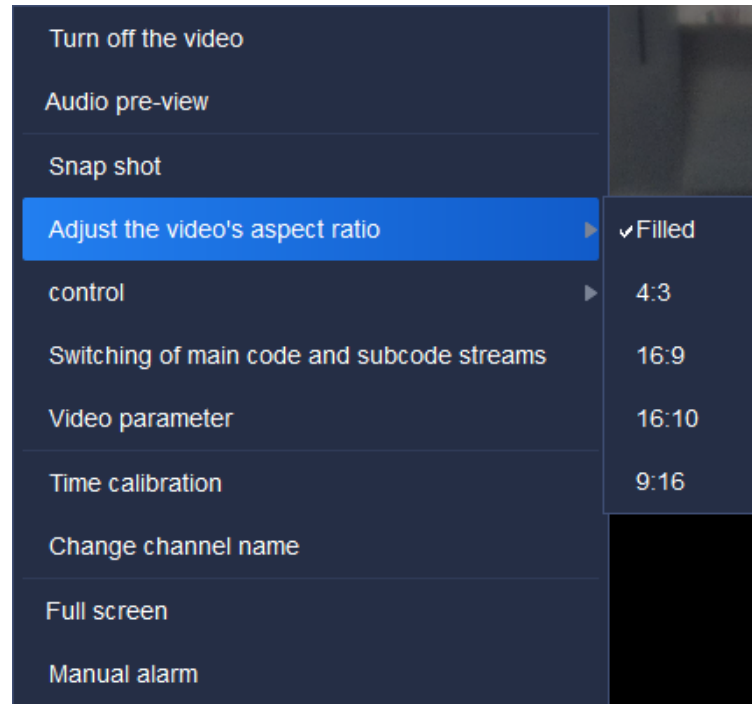 Turn off the video
Audio pre-view
Snap shot
Adjust the video's aspect ratio
control
Switching of main code and subcode streams
Video parameter
Time calibration
Change channel name
Full screen
Manual alarm
Filled
4:3
16:9
16:10
9:16